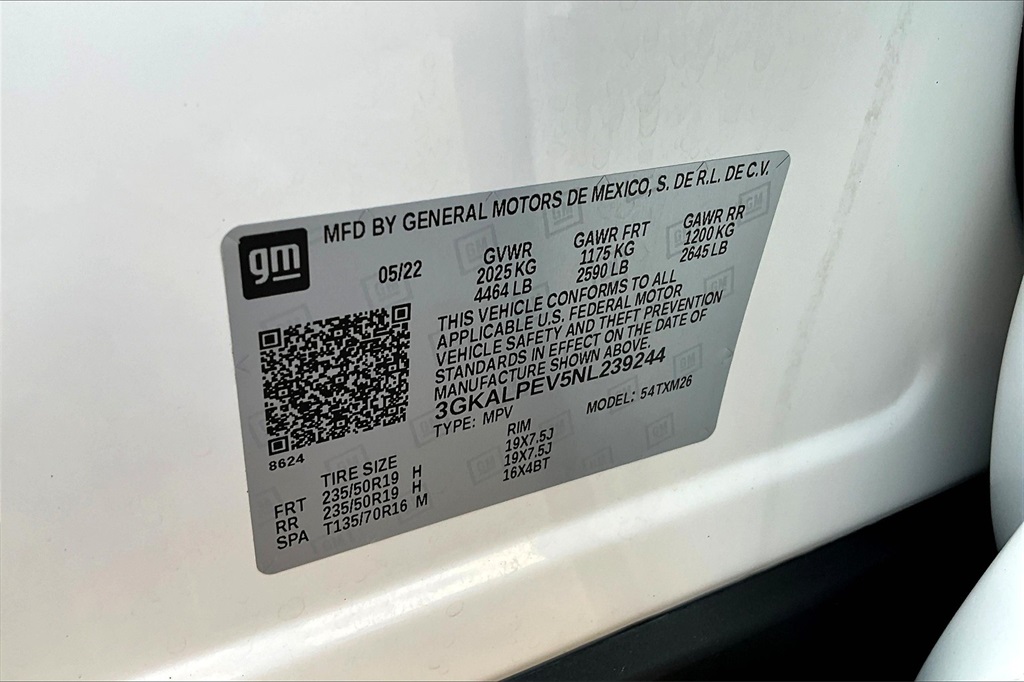 gm
MFD BY GENERAL MOTORS DE MEXICO, S. DE R.L. DE C.V.
05/22
GVWR
2025 KG
4464 LB
GAWR FRT
1175 KG
2590 LB
GAWR RR
1200 KG
2645 LB
THIS VEHICLE CONFORMS TO ALL
APPLICABLE U.S. FEDERAL MOTOR
VEHICLE SAFETY AND THEFT PREVENTION
STANDARDS IN EFFECT ON THE DATE OF
MANUFACTURE SHOWN ABOVE.
3GKALPEV5NL239244
TYPE: MPV MODEL: 54TXM26
8624
TIRE SIZE RIM
FRT 235/50R19 H 19X7.5J
RR 235/50R19 H 19X7.5J
SPA T135/70R16 M 16X4BT